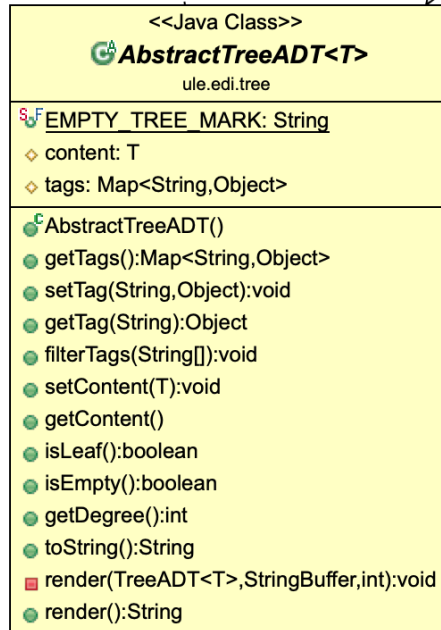 <<Java Class>>
AbstractTreeADT<T>
ule.edi.tree
EMPTY_TREE_MARK: String
content: T
tags: Map<String,Object>
AbstractTreeADT()
getTags():Map<String,Object>
setTag(String,Object):void
getTag(String):Object
filterTags(String[]):void
setContent(T):void
getContent()
isLeaf():boolean
isEmpty():boolean
getDegree():int
toString():String
render(TreeADT<T>,StringBuffer,int):void
render():String